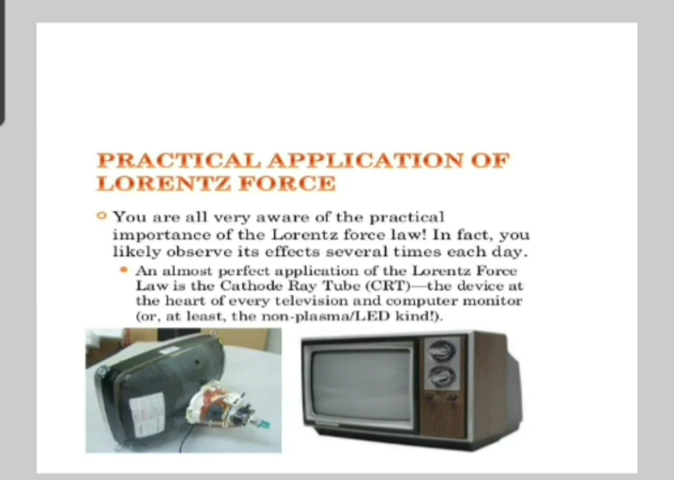 PRACTICAL APPLICATION OF
LORENTZ FORCE
You are all very aware of the practical
importance of the Lorentz force law! In fact, you
likely observe its effects several times each day.
An almost perfect application of the Lorentz Force
Law is the Cathode Ray Tube (CRT)—the device at
the heart of every television and computer monitor
(or, at least, the non-plasma/LED kind!).